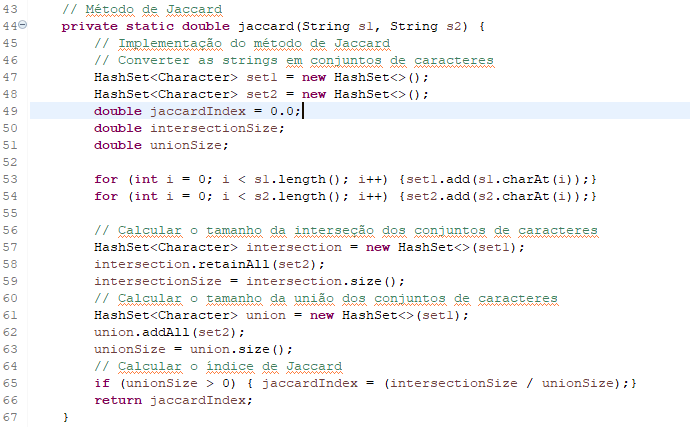 43 // Método de Jaccard
44 private static double jaccard(String s1, String s2) {
45 // Implementação do método de Jaccard
46 // Converter as strings em conjuntos de caracteres
47 HashSet<Character> set1 = new HashSet<>();
48 HashSet<Character> set2 = new HashSet<>();
49 double jaccardIndex = 0.0;
50 double intersectionSize;
51 double unionSize;
52
53 for (int i = 0; i < s1.length(); i++) {set1.add(s1.charAt(i));}
54 for (int i = 0; i < s2.length(); i++) {set2.add(s2.charAt(i));}
55
56 // Calcular o tamanho da interseção dos conjuntos de caracteres
57 HashSet<Character> intersection = new HashSet<>(set1);
58 intersection.retainAll(set2);
59 intersectionSize = intersection.size();
60 // Calcular o tamanho da união dos conjuntos de caracteres
61 HashSet<Character> union = new HashSet<>(set1);
62 union.addAll(set2);
63 unionSize = union.size();
64 // Calcular o índice de Jaccard
65 if (unionSize > 0) { jaccardIndex = (intersectionSize / unionSize);}
66 return jaccardIndex;
67 }